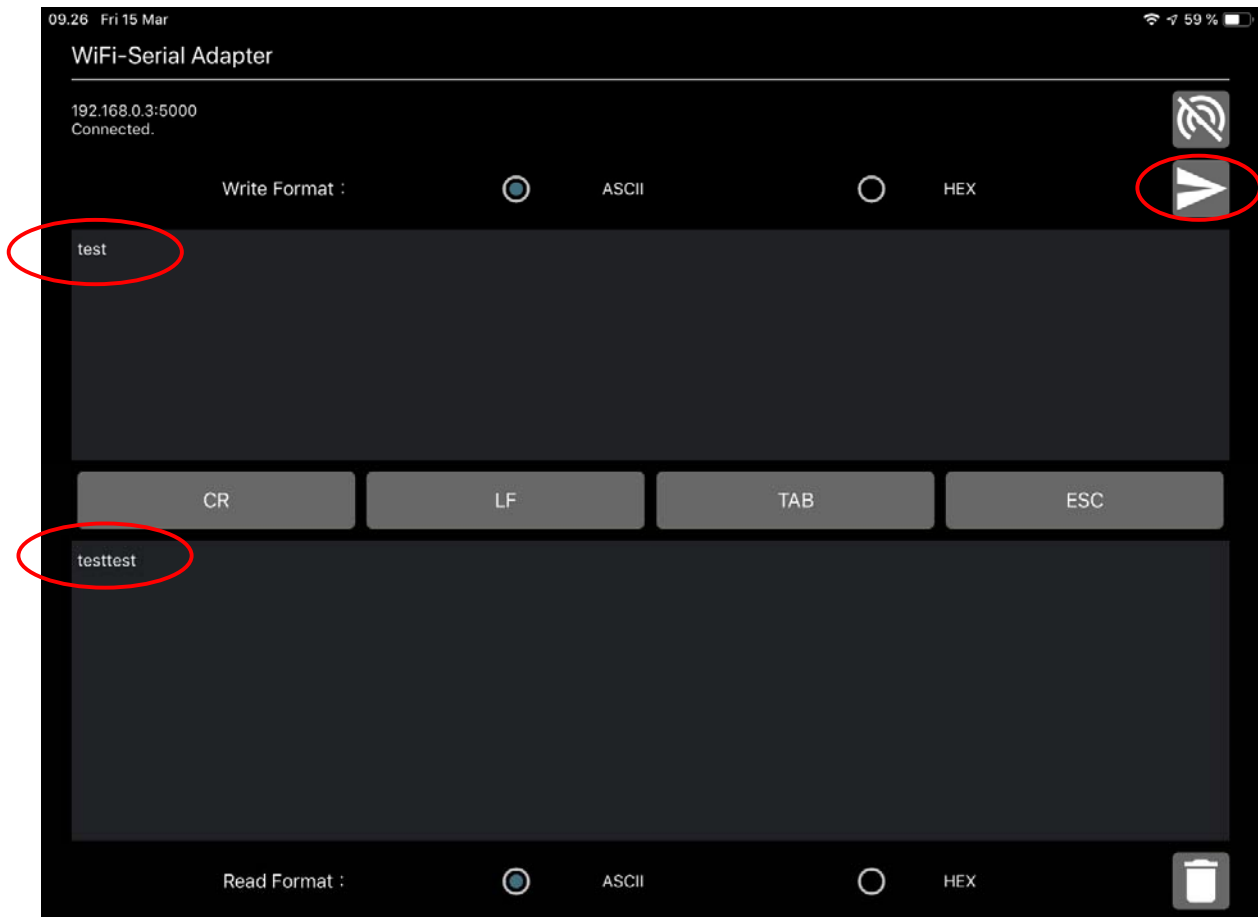 09.26 Fri 15 Mar 59 %
WiFi-Serial Adapter
192.168.0.3:5000
Connected.
Write Format : ASCII HEX
test
CR LF TAB ESC
testtest
Read Format : ASCII HEX